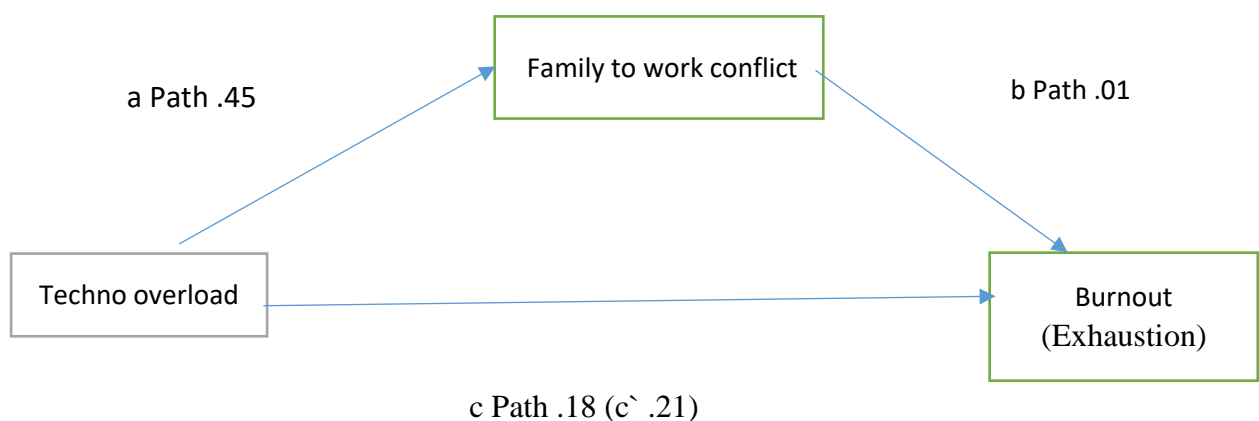 Family to work conflict
a Path .45
b Path .01
Techno overload
Burnout
(Exhaustion)
c Path .18 (c` .21)